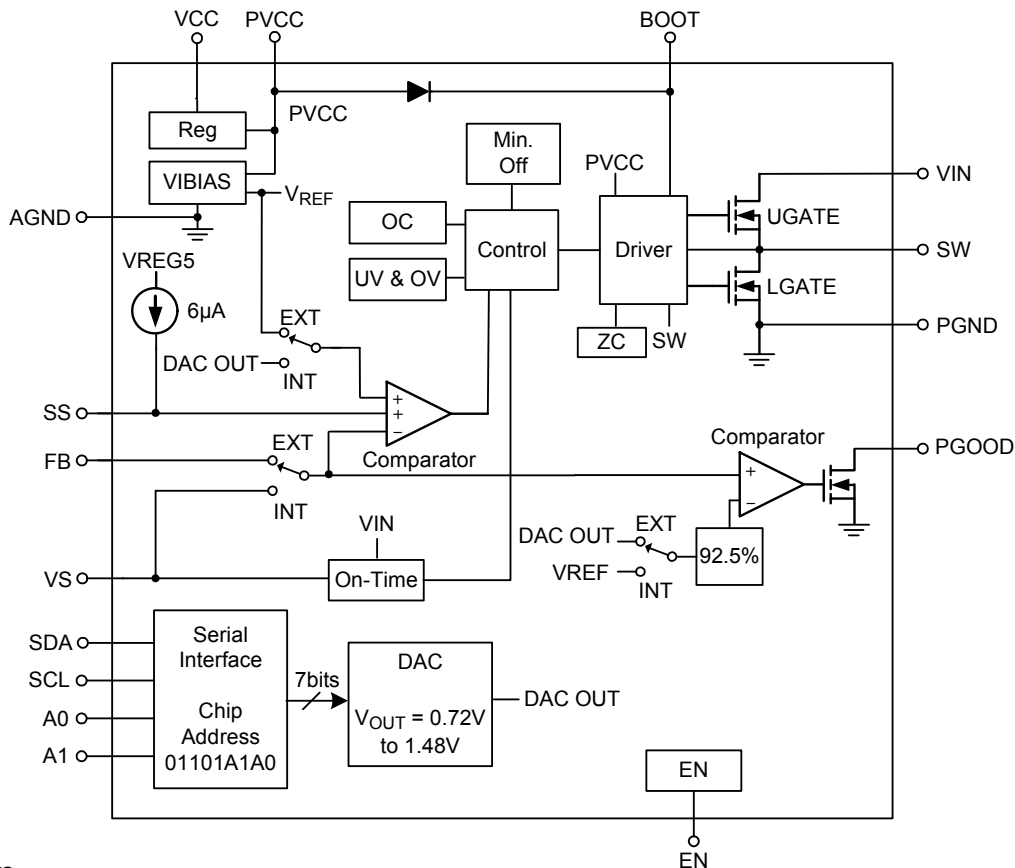 VCC PVCC BOOT
PVCC
Reg
Min.
Off
PVCC
VIN
VIBIAS
VREF
AGND
OC
Control
Driver
UGATE
SW
VREG5
UV & OV
LGATE
6µA
EXT
ZC SW
PGND
DAC OUT
INT
SS
+
+
−
EXT
Comparator
Comparator
FB
PGOOD
+
−
INT
VIN
DAC OUT EXT
92.5%
VS
On-Time
VREF
INT
SDA
Serial
Interface
SCL
7bits
DAC
A0
Chip
Address
01101A1A0
VOUT = 0.72V
to 1.48V
DAC OUT
A1
EN
EN